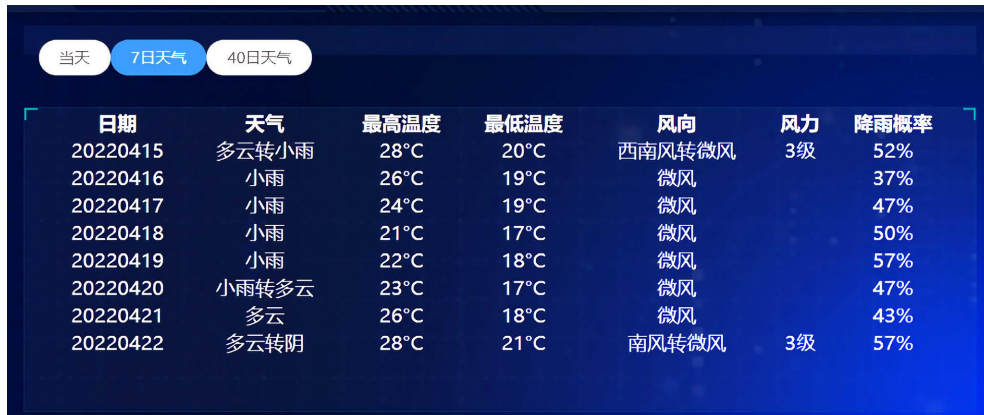 当天 7日天气 40日天气
日期 天气 最高温度 最低温度 风向 风力 降雨概率
20220415 多云转小雨 28°C 20°C 西南风转微风 3级 52%
20220416 小雨 26°C 19°C 微风 37%
20220417 小雨 24°C 19°C 微风 47%
20220418 小雨 21°C 17°C 微风 50%
20220419 小雨 22°C 18°C 微风 57%
20220420 小雨转多云 23°C 17°C 微风 47%
20220421 多云 26°C 18°C 微风 43%
20220422 多云转阴 28°C 21°C 南风转微风 3级 57%